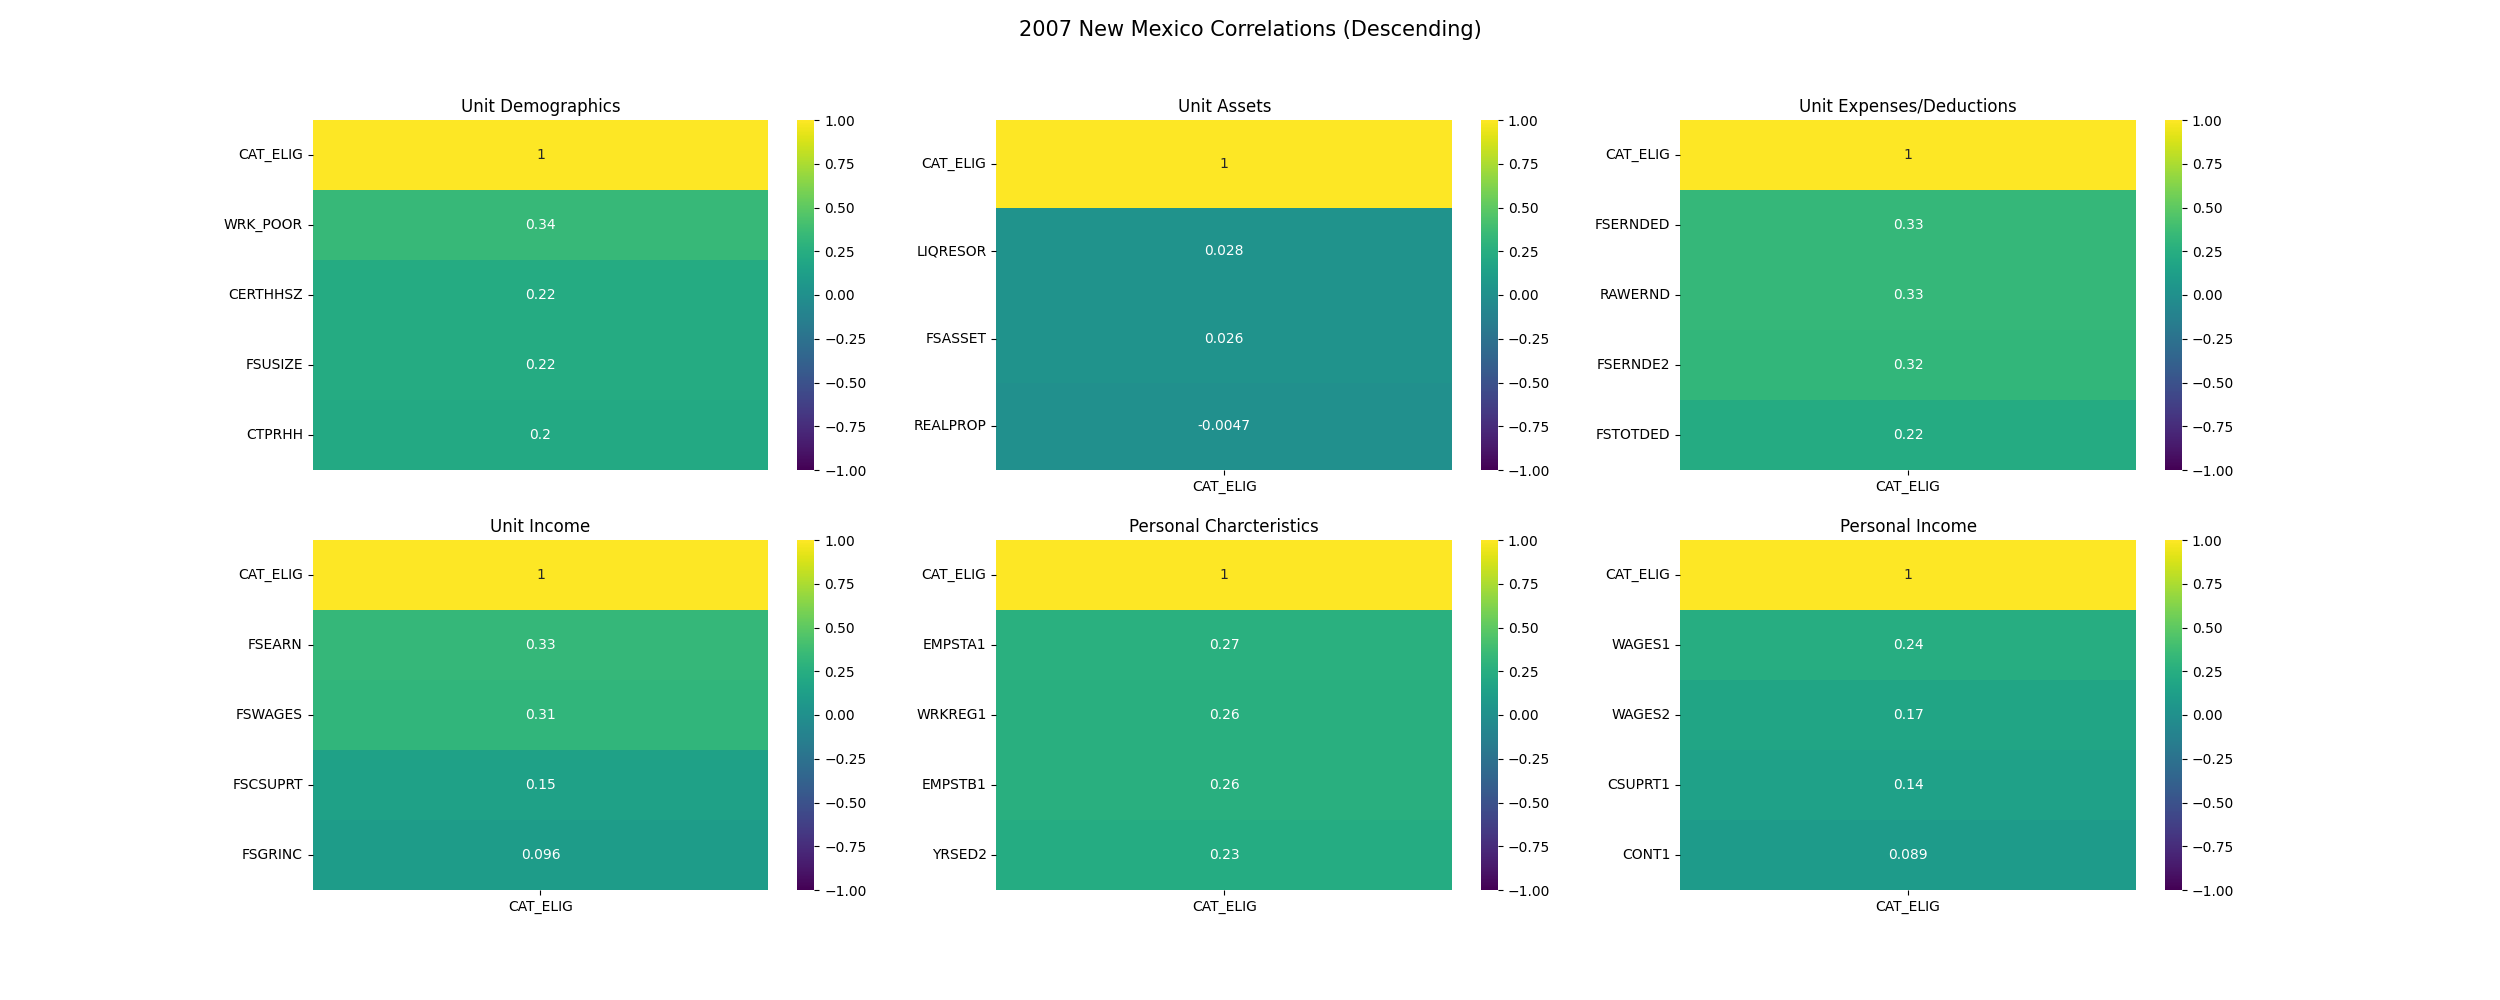 2007 New Mexico Correlations (Descending)
Unit Demographics
CAT_ELIG
WRK_POOR
CERTHHSZ
FSUSIZE
CTPRHH
1
0.34
0.22
0.22
0.2
1.00
0.75
0.50
0.25
0.00
−0.25
−0.50
−0.75
−1.00
Unit Assets
CAT_ELIG
LIQRESOR
FSASSET
REALPROP
1
0.028
0.026
-0.0047
CAT_ELIG
1.00
0.75
0.50
0.25
0.00
−0.25
−0.50
−0.75
−1.00
Unit Expenses/Deductions
CAT_ELIG
FSERNDED
RAWERND
FSERNDE2
FSTOTDED
1
0.33
0.33
0.32
0.22
CAT_ELIG
1.00
0.75
0.50
0.25
0.00
−0.25
−0.50
−0.75
−1.00
Unit Income
CAT_ELIG
FSEARN
FSWAGES
FSCSUPRT
FSGRINC
1
0.33
0.31
0.15
0.096
CAT_ELIG
1.00
0.75
0.50
0.25
0.00
−0.25
−0.50
−0.75
−1.00
Personal Charcteristics
CAT_ELIG
EMPSTA1
WRKREG1
EMPSTB1
YRSED2
1
0.27
0.26
0.26
0.23
CAT_ELIG
1.00
0.75
0.50
0.25
0.00
−0.25
−0.50
−0.75
−1.00
Personal Income
CAT_ELIG
WAGES1
WAGES2
CSUPRT1
CONT1
1
0.24
0.17
0.14
0.089
CAT_ELIG
1.00
0.75
0.50
0.25
0.00
−0.25
−0.50
−0.75
−1.00